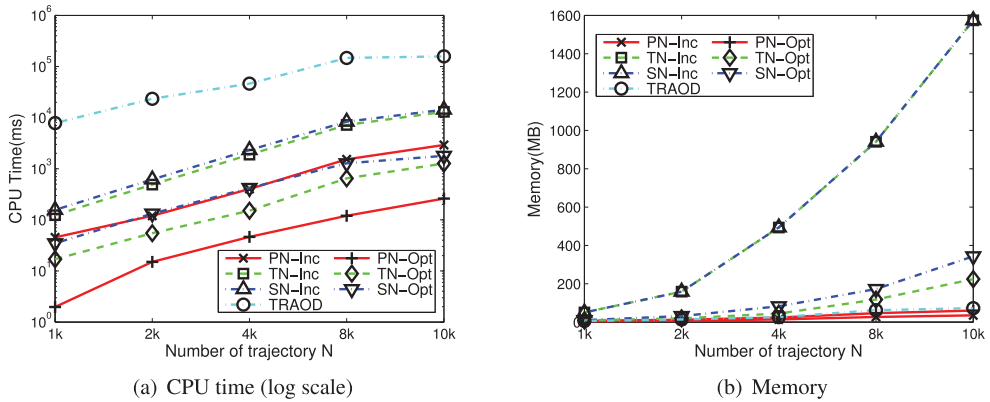 10^6
10^5
10^4
10^3
10^2
10^1
10^0
CPU Time(ms)
PN-Inc PN-Opt
TN-Inc TN-Opt
SN-Inc SN-Opt
TRAOD
1k 2k 4k 8k 10k
Number of trajectory N
(a) CPU time (log scale)
1600
1400
1200
1000
800
600
400
200
0
Memory(MB)
PN-Inc PN-Opt
TN-Inc TN-Opt
SN-Inc SN-Opt
TRAOD
1k 2k 4k 8k 10k
Number of trajectory N
(b) Memory